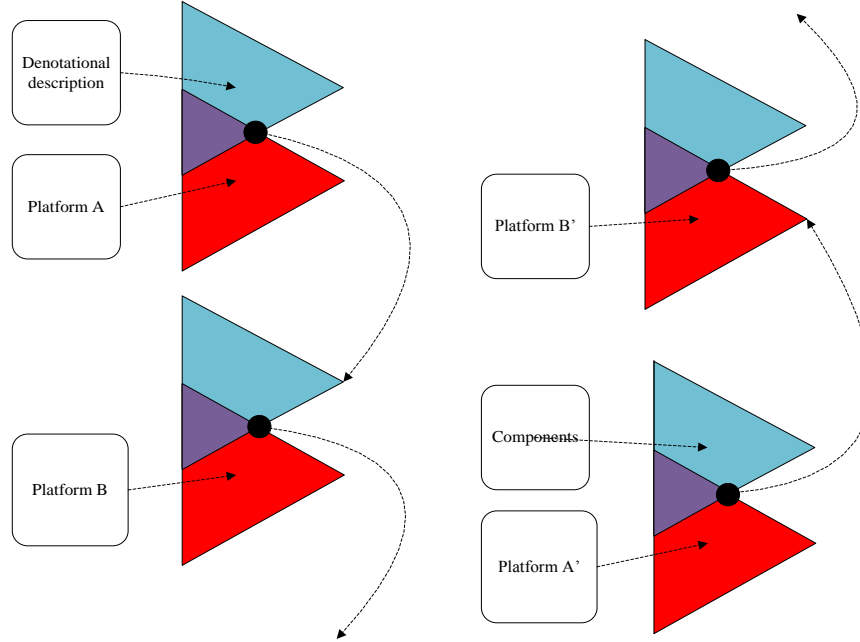 Denotational
description
Platform A
Platform B
Platform B’
Components
Platform A’